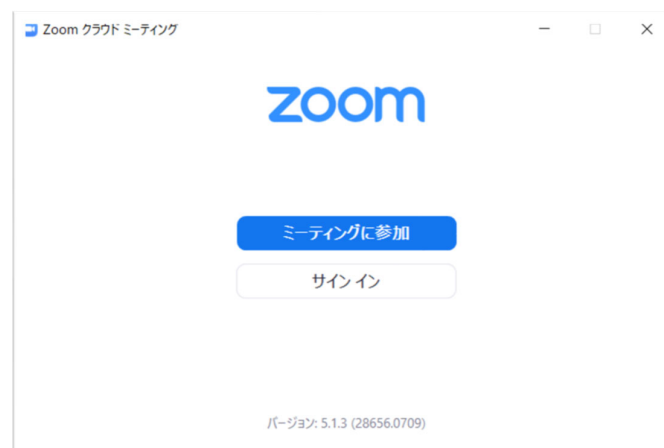 Zoom クラウド ミーティング
zoom
ミーティングに参加
サイン イン
バージョン: 5.1.3 (28656.0709)